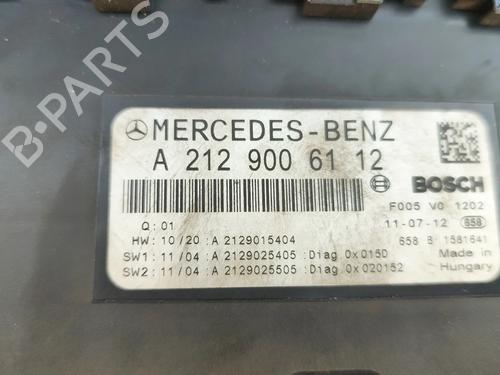 B-PARTS
MERCEDES-BENZ
A 212 900 61 12
BOSCH
F005 V0 1202
Q: 01
11-07-12 658
HW: 10/20: A 2129015404
658 B 1581641
SW1: 11/04 : A 2129025405 :Diag 0x0150
Made in
SW2: 11/04 : A 2129025505 :Diag 0x020152
Hungary